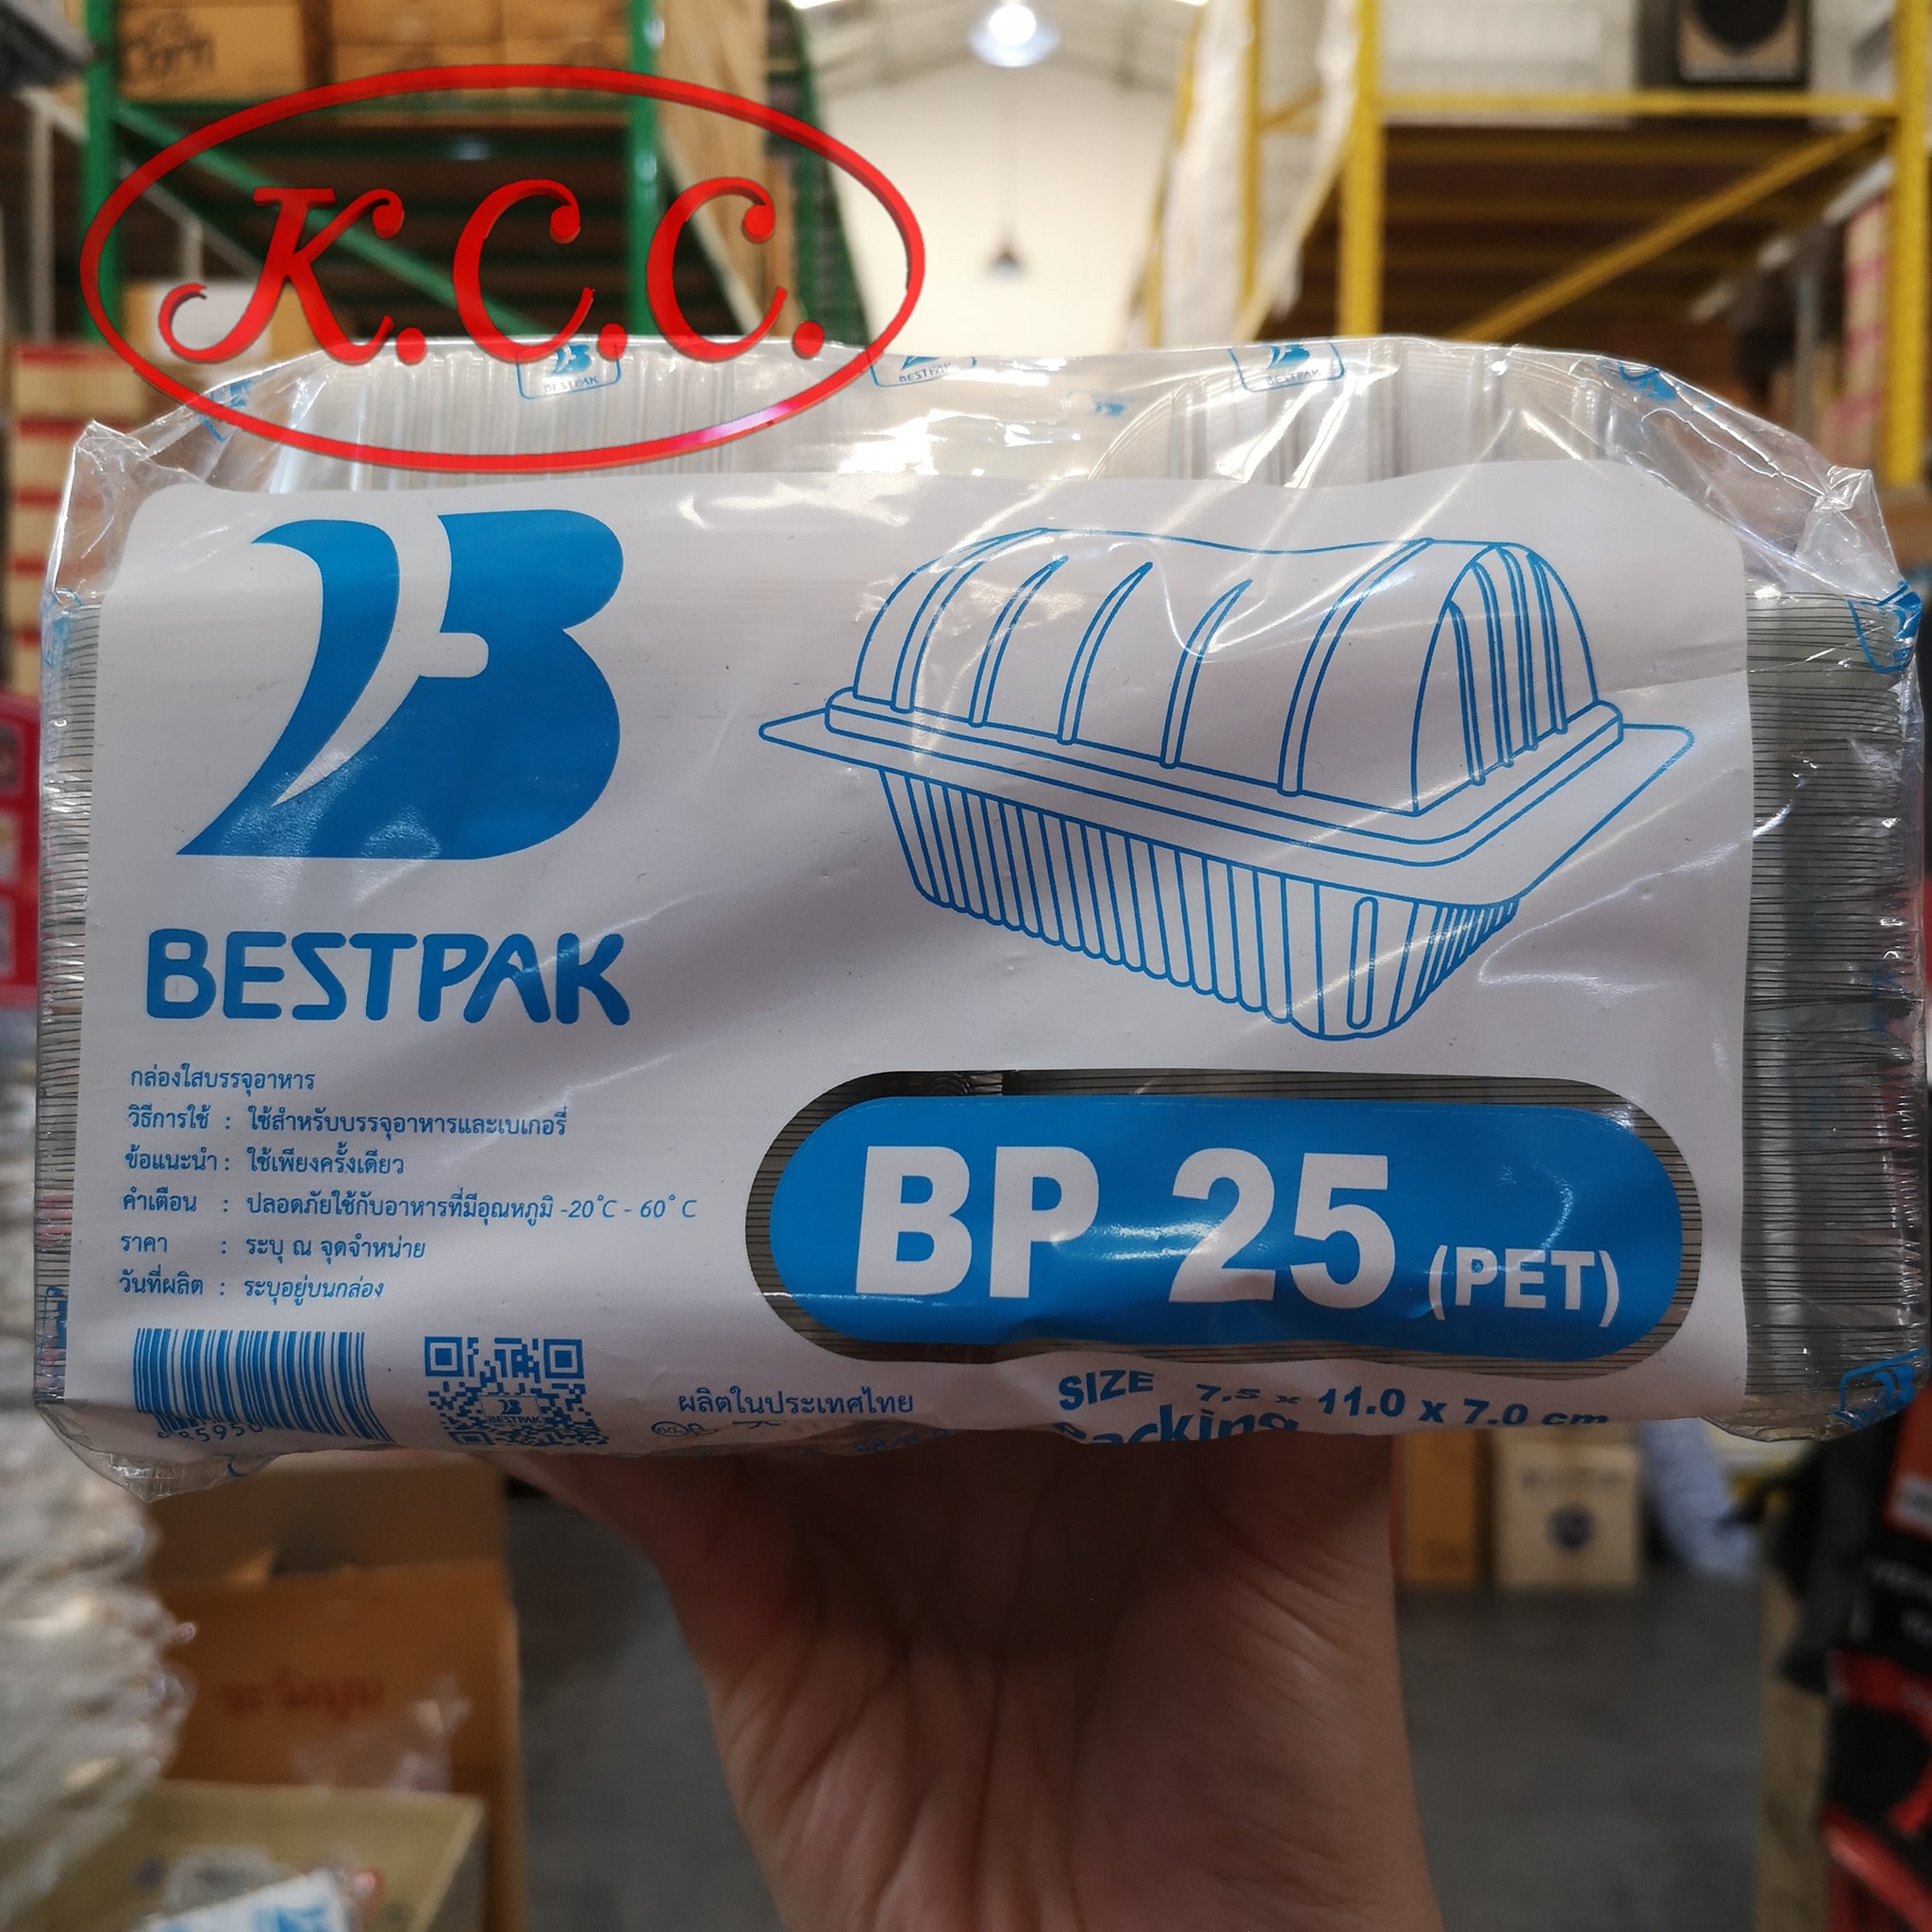 K.C.C.
BESTPAK
BESTPAK
BESTPAK
BESTPAK
กล่องใสบรรจุอาหาร
วิธีการใช้ : ใช้สำหรับบรรจุอาหารและเบเกอรี่
ข้อแนะนำ : ใช้เพียงครั้งเดียว
คำเตือน : ปลอดภัยใช้กับอาหารที่มีอุณหภูมิ -20°C - 60°C
ราคา : ระบุ ณ จุดจำหน่าย
วันที่ผลิต : ระบุอยู่บนกล่อง
BP 25 (PET)
BESTPAK
ผลิตในประเทศไทย
SIZE 7.5 x 11.0 x 7.0 cm
Packing